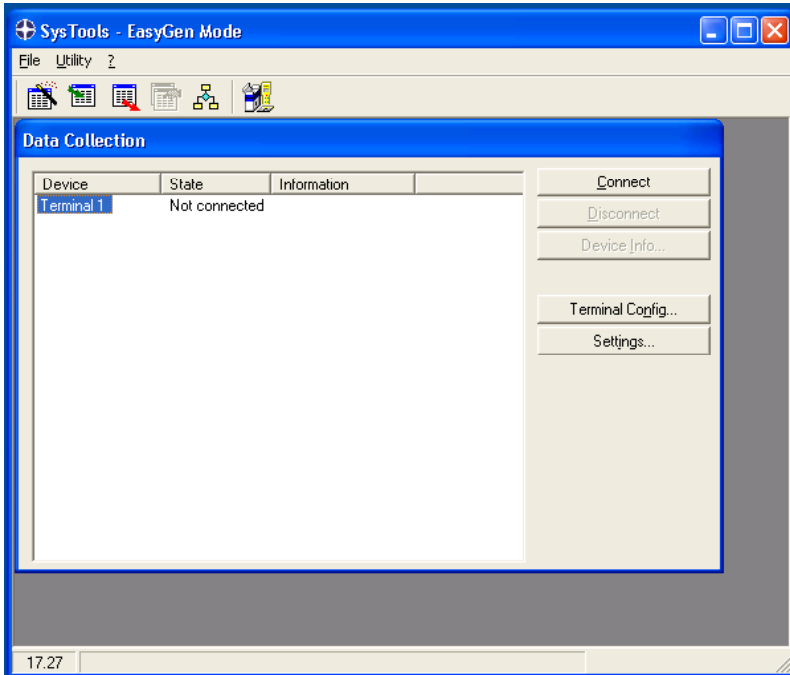 SysTools - EasyGen Mode
File Utility ?
Data Collection
Device State Information
Terminal 1 Not connected
Connect
Disconnect
Device Info...
Terminal Config...
Settings...
17.27